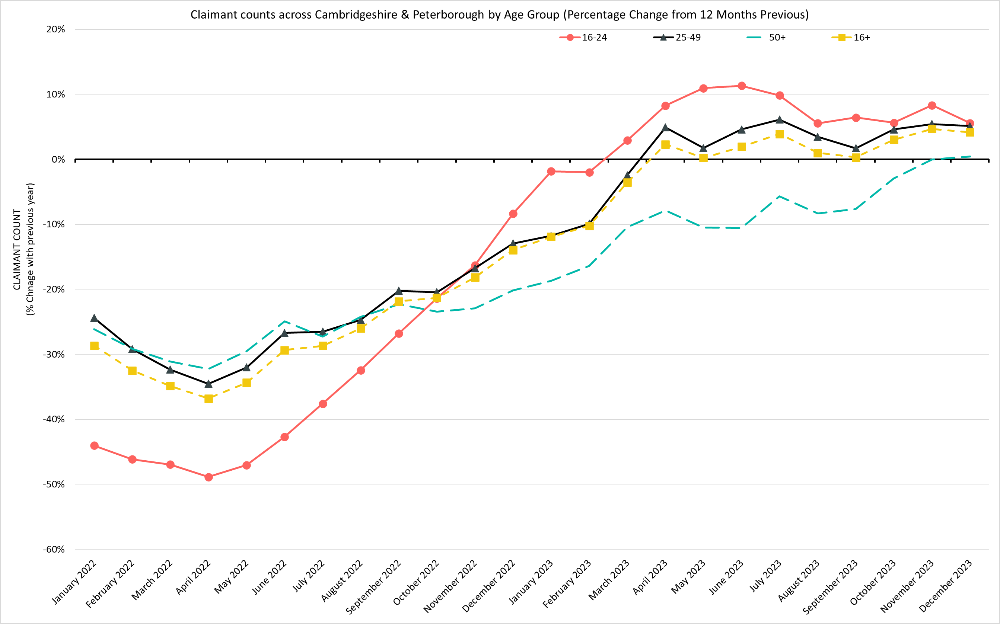 Claimant counts across Cambridgeshire & Peterborough by Age Group (Percentage Change from 12 Months Previous)
16-24
25-49
50+
16+
20%
10%
0%
-10%
-20%
-30%
-40%
-50%
-60%
CLAIMANT COUNT
(% Chnage with previous year)
January 2022
February 2022
March 2022
April 2022
May 2022
June 2022
July 2022
August 2022
September 2022
October 2022
November 2022
December 2022
January 2023
February 2023
March 2023
April 2023
May 2023
June 2023
July 2023
August 2023
September 2023
October 2023
November 2023
December 2023